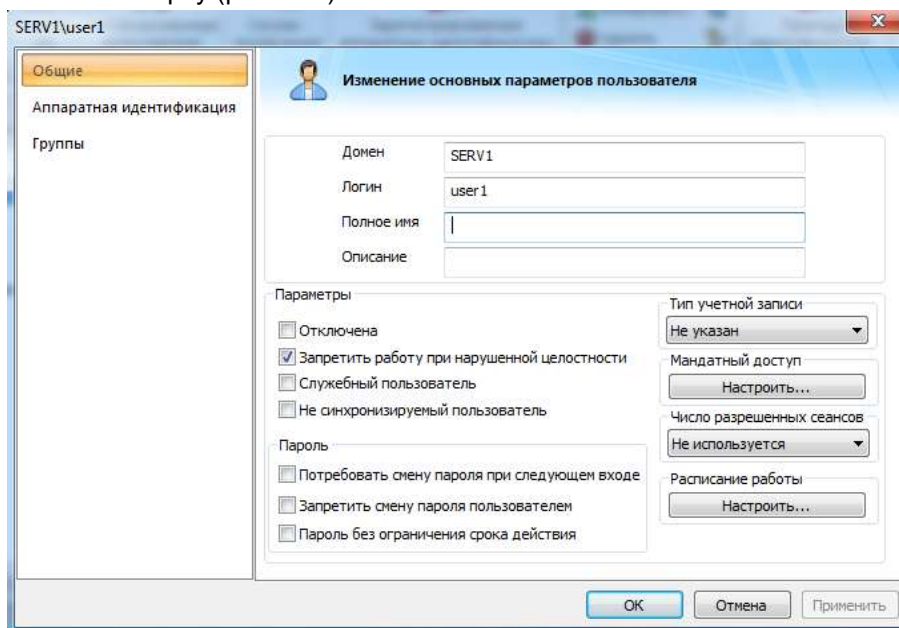 SERV1\user1
Общие
Аппаратная идентификация
Группы
Изменение основных параметров пользователя
Домен SERV1
Логин user1
Полное имя
Описание
Параметры
Отключена
Запретить работу при нарушенной целостности
Служебный пользователь
Не синхронизируемый пользователь
Пароль
Потребовать смену пароля при следующем входе
Запретить смену пароля пользователем
Пароль без ограничения срока действия
Тип учетной записи
Не указан
Мандатный доступ
Настроить...
Число разрешенных сеансов
Не используется
Расписание работы
Настроить...
ОК
Отмена
Применить